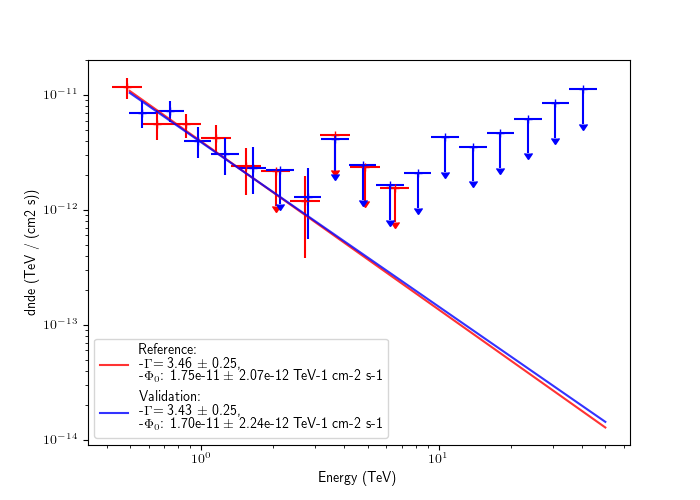 10⁻¹¹
10⁻¹²
10⁻¹³
10⁻¹⁴
dnde (TeV / (cm2 s))
Reference:
-Γ= 3.46 ± 0.25,
-Φ₀: 1.75e-11 ± 2.07e-12 TeV-1 cm-2 s-1
Validation:
-Γ= 3.43 ± 0.25,
-Φ₀: 1.70e-11 ± 2.24e-12 TeV-1 cm-2 s-1
10⁰ 10¹
Energy (TeV)